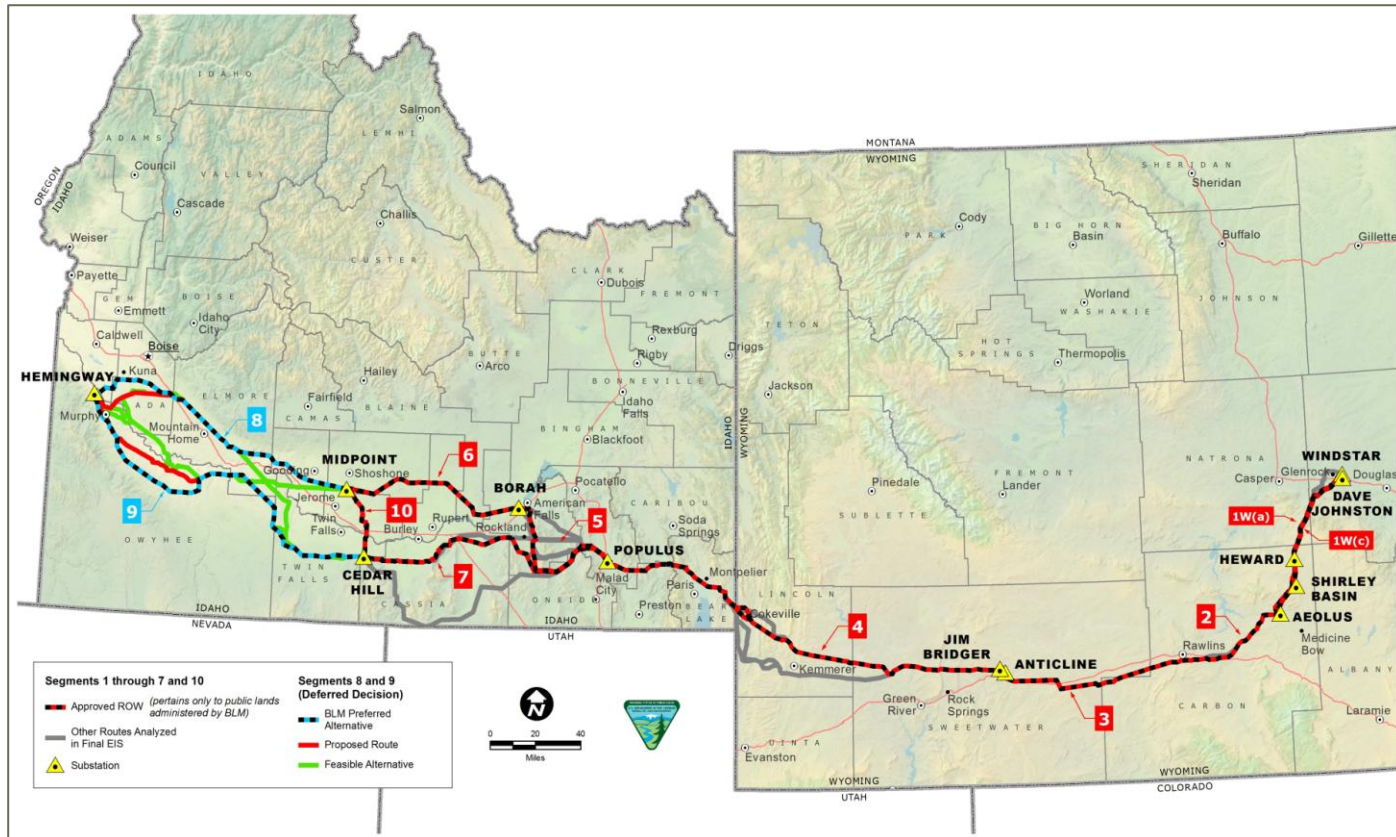 MONTANA
WYOMING
IDAHO
Salmon
LEMHI
ADAMS
Council
VALLEY
OREGON
IDAHO
Cascade
Challis
CUSTER
Weiser
Payette
GEM
Emmett
BOISE
Idaho
City
Caldwell
Boise
Kuna
HEMINGWAY
ADA
Murphy
ELMORE
Mountain
Home
CAMAS
Fairfield
Hailey
BLAINE
BUTTE
Arco
CLARK
Dubois
FREMONT
Rexburg
Rigby
Driggs
BONNEVILLE
Idaho
Falls
BINGHAM
Blackfoot
IDAHO
WYOMING
TETON
Jackson
SHERIDAN
Sheridan
Cody
PARK
BIG HORN
Basin
Buffalo
Gillette
JOHNSON
Worland
WASHAKIE
HOT
SPRINGS
Thermopolis
8
9
OWYHEE
Gooding
MIDPOINT
Shoshone
6
Jerome
10
Twin
Falls
TWIN
FALLS
CEDAR
HILL
Burley
Rupert
7
CASSIA
BORAH
American
Falls
Rockland
Pocatello
5
CARIBOU
Soda
Springs
POPULUS
Malad
City
ONEIDA
Preston
Paris
Montpelier
BEAR
LAKE
IDAHO
NEVADA
IDAHO
UTAH
Pinedale
SUBLETTE
FREMONT
Lander
NATRONA
Casper
Glenrock
WINDSTAR
Douglas
DAVE
JOHNSTON
1W(a)
1W(c)
HEWARD
SHIRLEY
BASIN
AEOLUS
Medicine
Bow
2
Rawlins
ALBANY
LINCOLN
Cokeville
4
Kemmerer
JIM
BRIDGER
ANTICLINE
Green
River
Rock
Springs
SWEETWATER
3
CARBON
Laramie
UINTA
Evanston
WYOMING
UTAH
WYOMING
COLORADO
Segments 1 through 7 and 10
Approved ROW (pertains only to public lands
administered by BLM)
Other Routes Analyzed
in Final EIS
Substation
Segments 8 and 9
(Deferred Decision)
BLM Preferred
Alternative
Proposed Route
Feasible Alternative
N
0 20 40
Miles